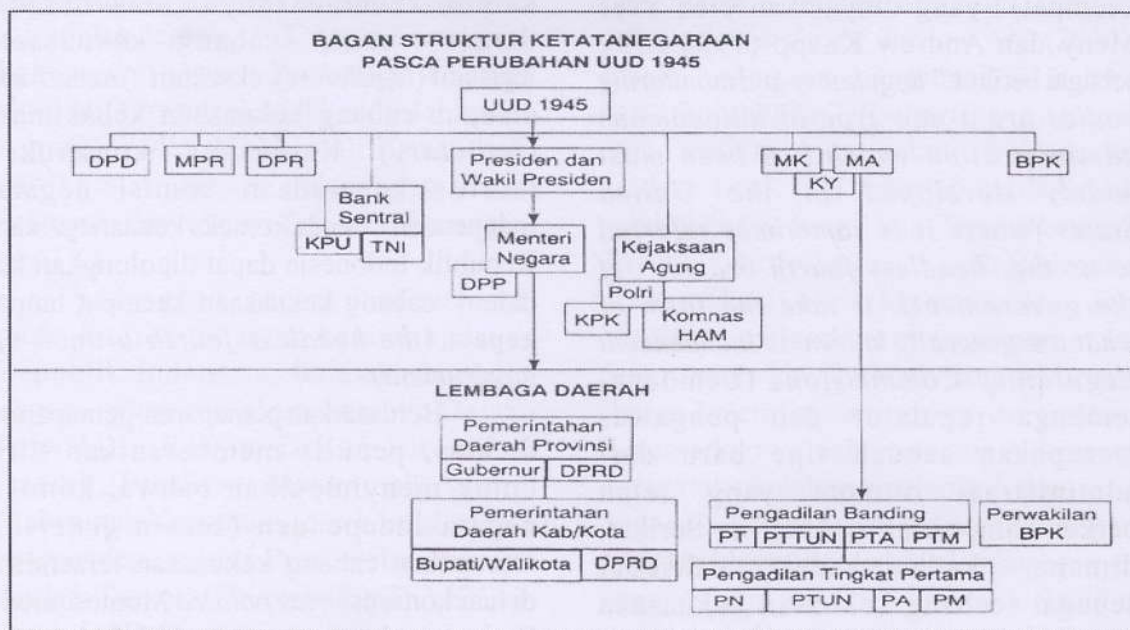 BAGAN STRUKTUR KETATANEGARAAN
PASCA PERUBAHAN UUD 1945
UUD 1945
DPD
MPR
DPR
Presiden dan
Wakil Presiden
MK
MA
BPK
KY
Bank
Sentral
KPU
TNI
Menteri
Negara
Kejaksaan
Agung
DPP
Polri
KPK
Komnas
HAM
LEMBAGA DAERAH
Pemerintahan
Daerah Provinsi
Gubernur
DPRD
Pemerintahan
Daerah Kab/Kota
Bupati/Walikota
DPRD
Pengadilan Banding
PT
PTTUN
PTA
PTM
Perwakilan
BPK
Pengadilan Tingkat Pertama
PN
PTUN
PA
PM